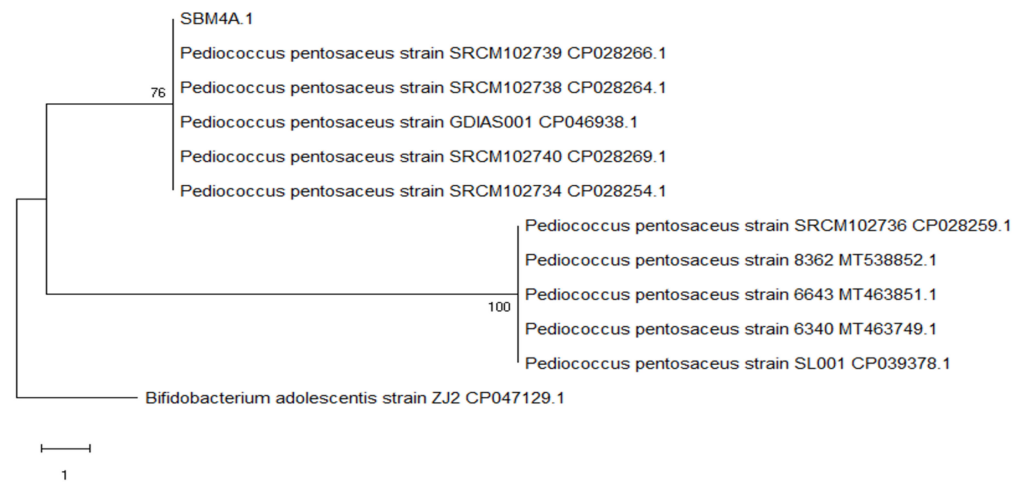 SBM4A.1
Pediococcus pentosaceus strain SRCM102739 CP028266.1
76
Pediococcus pentosaceus strain SRCM102738 CP028264.1
Pediococcus pentosaceus strain GDIAS001 CP046938.1
Pediococcus pentosaceus strain SRCM102740 CP028269.1
Pediococcus pentosaceus strain SRCM102734 CP028254.1
Pediococcus pentosaceus strain SRCM102736 CP028259.1
Pediococcus pentosaceus strain 8362 MT538852.1
Pediococcus pentosaceus strain 6643 MT463851.1
100
Pediococcus pentosaceus strain 6340 MT463749.1
Pediococcus pentosaceus strain SL001 CP039378.1
Bifidobacterium adolescentis strain ZJ2 CP047129.1
1